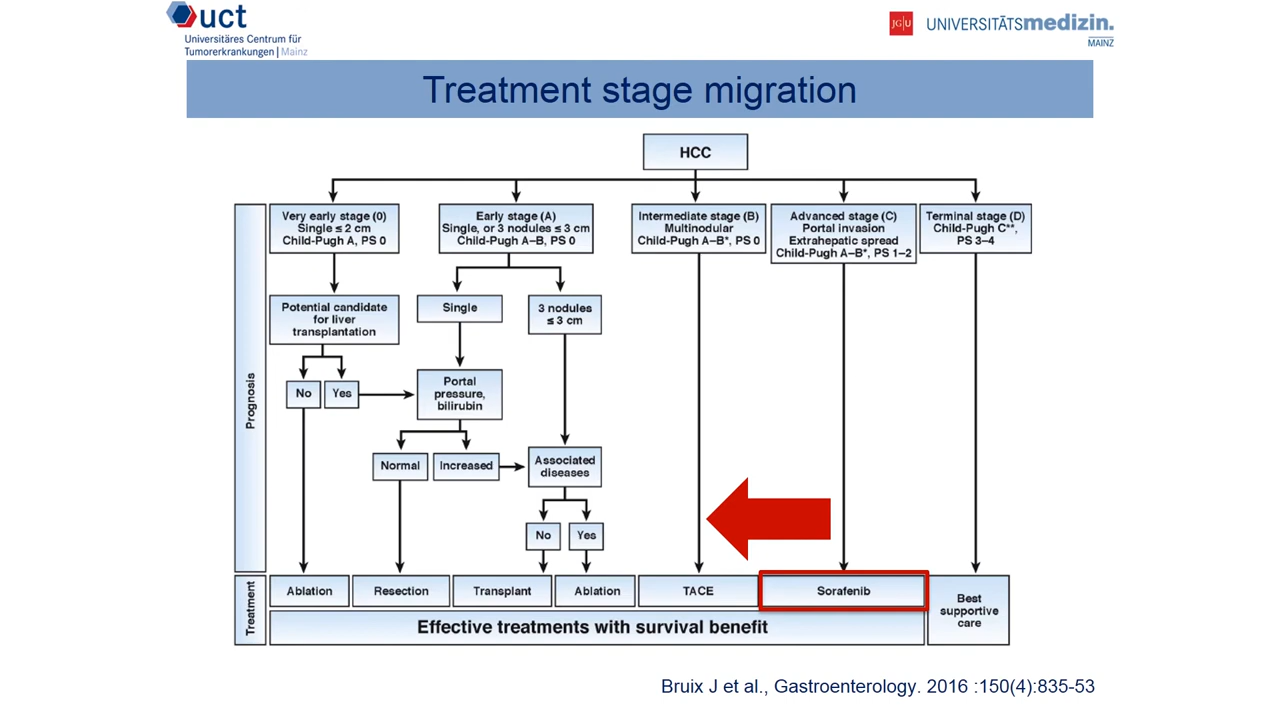 uct
Universitäres Centrum für
Tumorerkrankungen | Mainz
JG|U
UNIVERSITÄTSmedizin.
MAINZ
Treatment stage migration
HCC
Very early stage (0)
Single ≤ 2 cm
Child-Pugh A, PS 0
Early stage (A)
Single, or 3 nodules ≤ 3 cm
Child-Pugh A–B, PS 0
Intermediate stage (B)
Multinodular
Child-Pugh A–B*, PS 0
Advanced stage (C)
Portal invasion
Extrahepatic spread
Child-Pugh A–B*, PS 1–2
Terminal stage (D)
Child-Pugh C**,
PS 3–4
Potential candidate
for liver
transplantation
Single
3 nodules
≤ 3 cm
No
Yes
Portal
pressure,
bilirubin
Prognosis
Normal
Increased
Associated
diseases
No
Yes
Treatment
Ablation
Resection
Transplant
Ablation
TACE
Sorafenib
Best
supportive
care
Effective treatments with survival benefit
Bruix J et al., Gastroenterology. 2016 :150(4):835-53